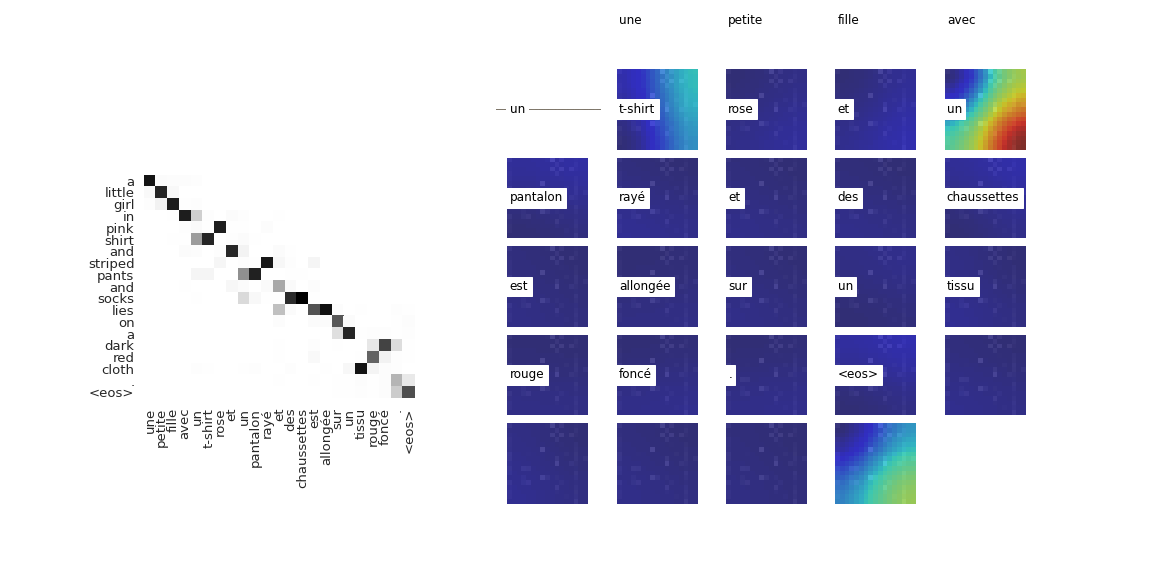 une petite fille avec
un t-shirt rose et un
pantalon rayé et des chaussettes
est allongée sur un tissu
rouge foncé . <eos>
a
little
girl
in
pink
shirt
and
striped
pants
and
socks
lies
on
a
dark
red
cloth
.
<eos>
une
petite
fille
avec
un
t-shirt
rose
et
un
pantalon
rayé
et
des
chaussettes
est
allongée
sur
un
tissu
rouge
foncé
.
<eos>